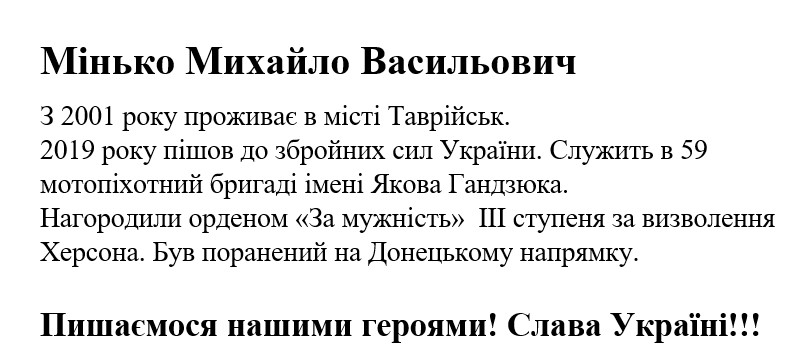 Мінько Михайло Васильович
З 2001 року проживає в місті Таврійськ.
2019 року пішов до збройних сил України. Служить в 59
мотопіхотний бригаді імені Якова Гандзюка.
Нагородили орденом «За мужність»  ІІІ ступеня за визволення
Херсона. Був поранений на Донецькому напрямку.
Пишаємося нашими героями! Слава Україні!!!